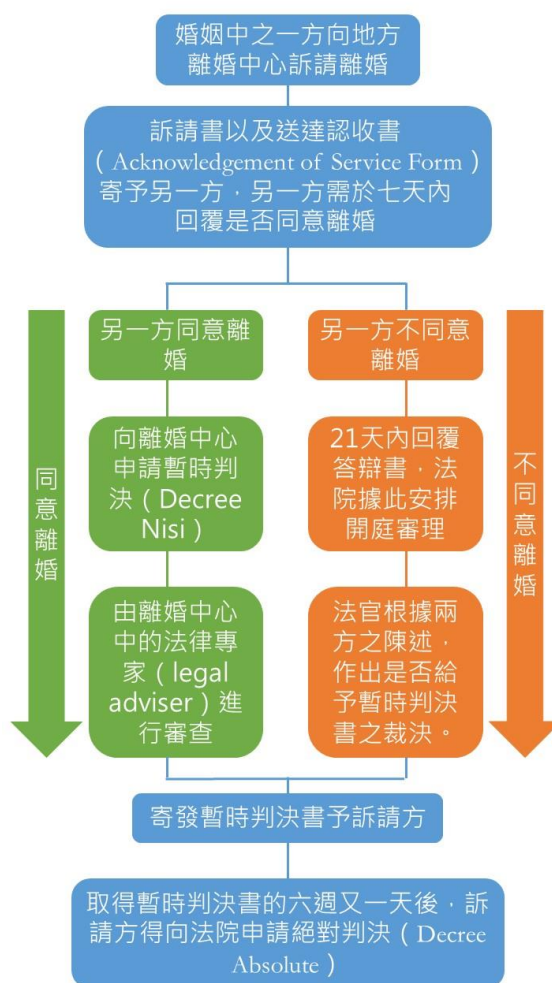 婚姻中之一方向地方
離婚中心訴請離婚
訴請書以及送達認收書
（Acknowledgement of Service Form）
寄予另一方，另一方需於七天內
回覆是否同意離婚
同意離婚
另一方同意離
婚
向離婚中心
申請暫時判
決（Decree
Nisi）
由離婚中心
中的法律專
家（legal
adviser）進
行審查
另一方不同意
離婚
21天內回覆
答辯書，法
院據此安排
開庭審理
法官根據兩
方之陳述，
作出是否給
予暫時判決
書之裁決。
不同意離婚
寄發暫時判決書予訴請方
取得暫時判決書的六週又一天後，訴
請方得向法院申請絕對判決（Decree
Absolute）